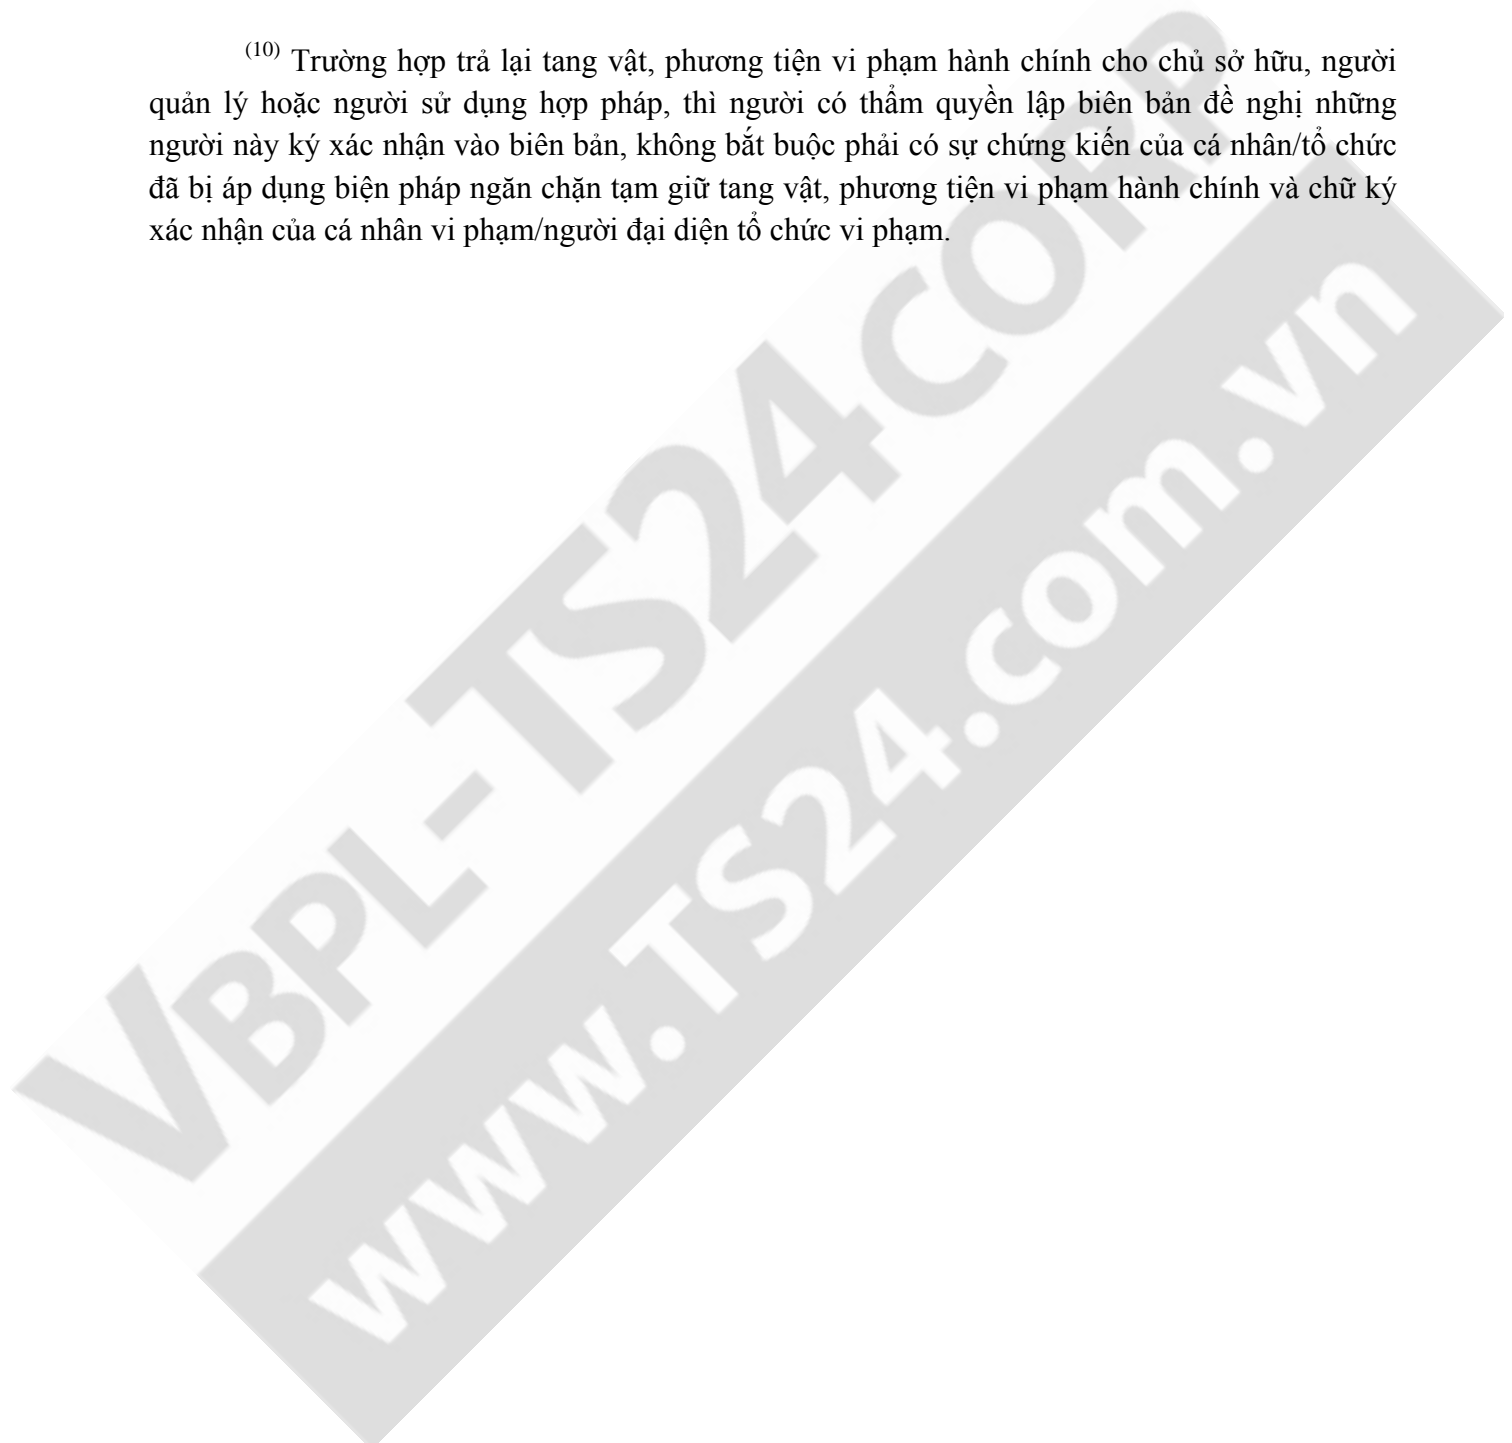 (10) Trường hợp trả lại tang vật, phương tiện vi phạm hành chính cho chủ sở hữu, người
quản lý hoặc người sử dụng hợp pháp, thì người có thẩm quyền lập biên bản đề nghị những
người này ký xác nhận vào biên bản, không bắt buộc phải có sự chứng kiến của cá nhân/tổ chức
đã bị áp dụng biện pháp ngăn chặn tạm giữ tang vật, phương tiện vi phạm hành chính và chữ ký
xác nhận của cá nhân vi phạm/người đại diện tổ chức vi phạm.
VBPL-TS24CORP
www.TS24.com.vn